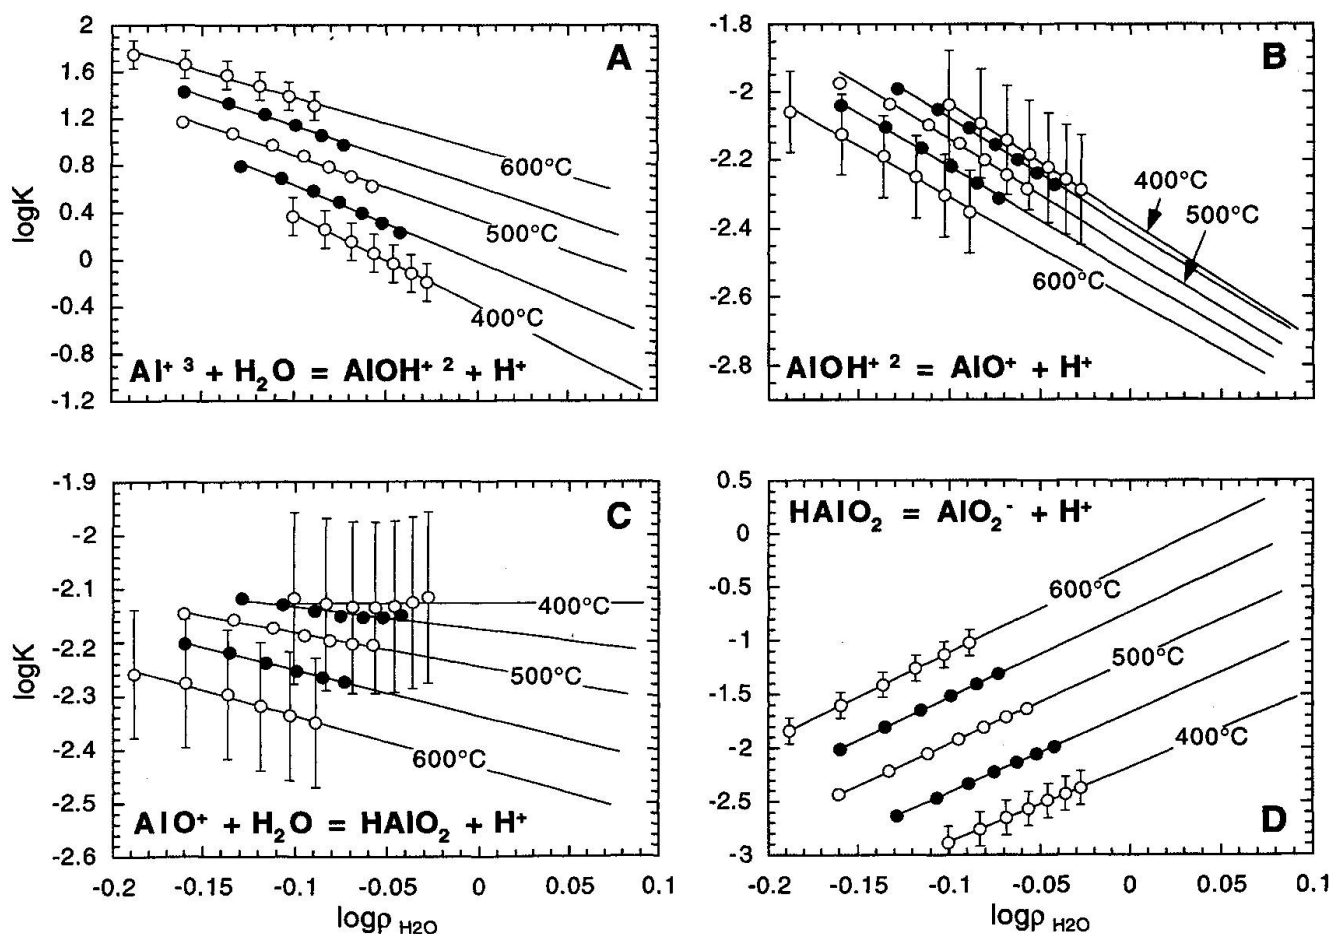 A
logK
2
1.6
1.2
0.8
0.4
0
-0.4
-0.8
-1.2
600°C
500°C
400°C
Al⁺ ³ + H₂O = AlOH⁺ ² + H⁺
B
-1.8
-2
-2.2
-2.4
-2.6
-2.8
400°C
500°C
600°C
AlOH⁺ ² = AlO⁺ + H⁺
C
logK
-1.9
-2
-2.1
-2.2
-2.3
-2.4
-2.5
-2.6
400°C
500°C
600°C
AlO⁺ + H₂O = HAlO₂ + H⁺
-0.2 -0.15 -0.1 -0.05 0 0.05 0.1
logρ H2O
HAlO₂ = AlO₂⁻ + H⁺
0.5
0
-0.5
-1
-1.5
-2
-2.5
-3
600°C
500°C
400°C
D
-0.2 -0.15 -0.1 -0.05 0 0.05 0.1
logρ H2O